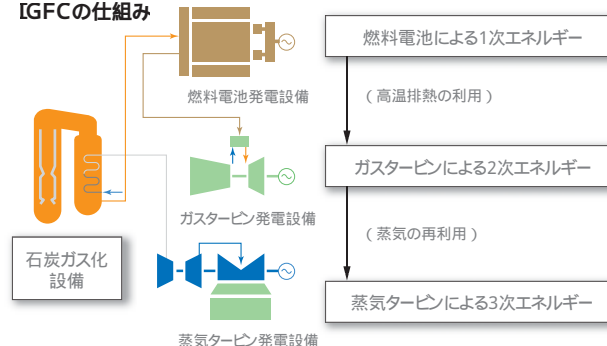 IGFCの仕組み
燃料電池による1次エネルギー
燃料電池発電設備
(高温排熱の利用)
ガスタービンによる2次エネルギー
ガスタービン発電設備
(蒸気の再利用)
石炭ガス化
設備
蒸気タービンによる3次エネルギー
蒸気タービン発電設備